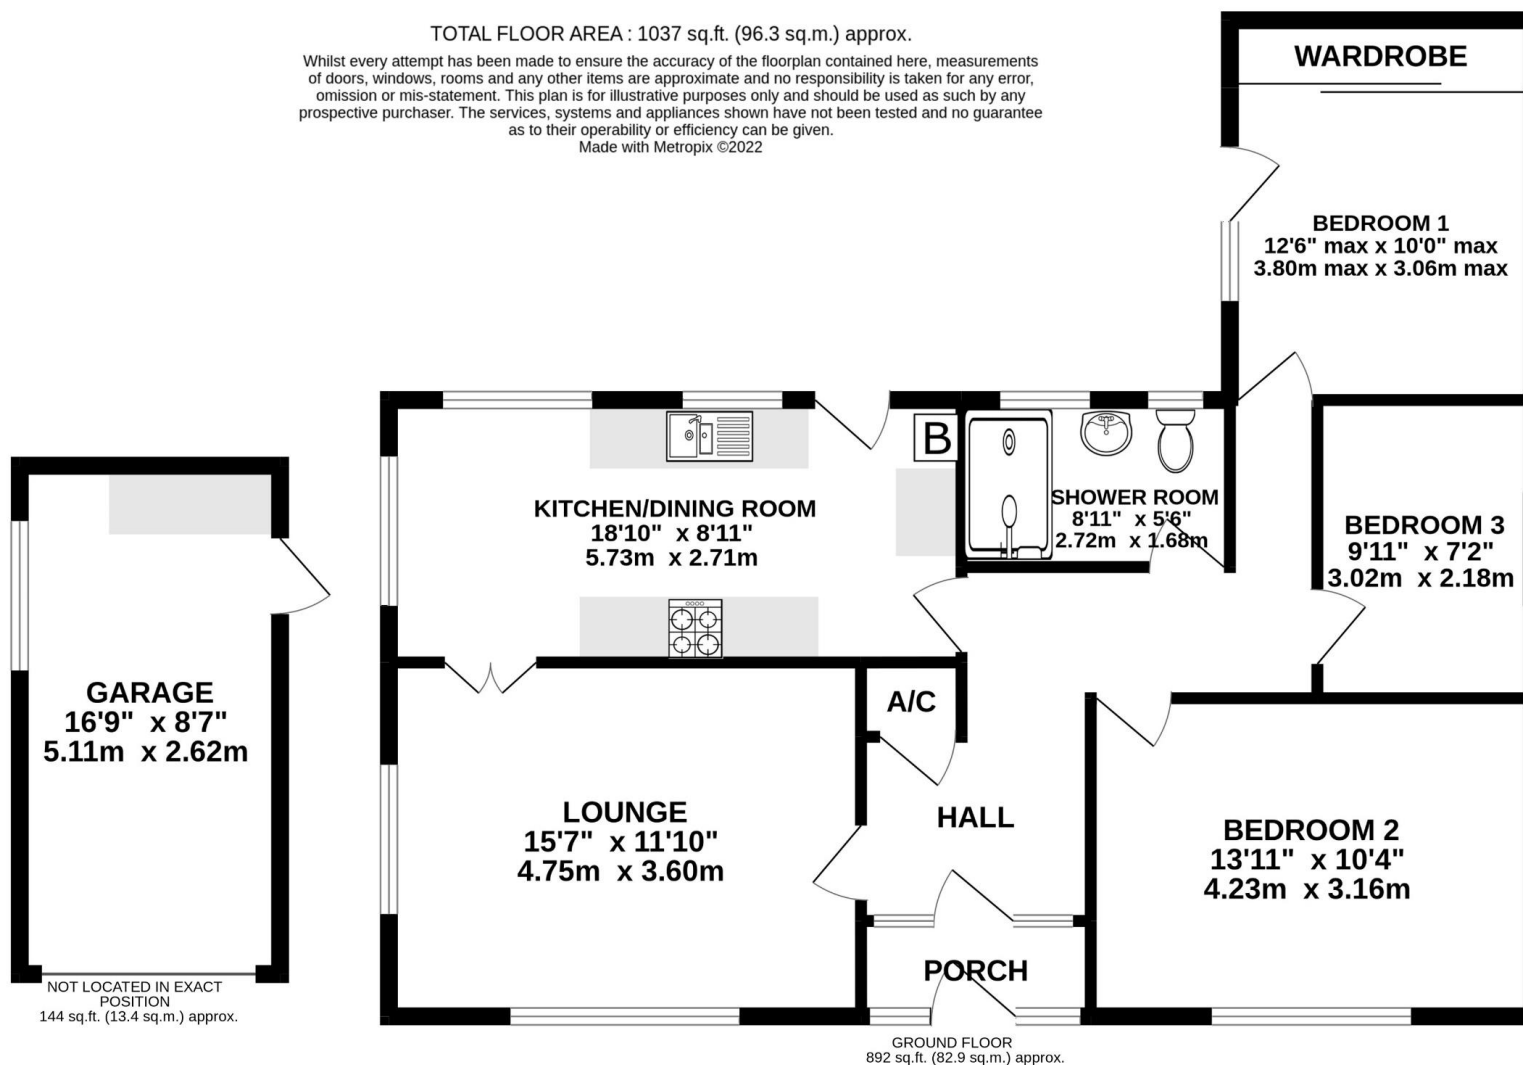 TOTAL FLOOR AREA : 1037 sq.ft. (96.3 sq.m.) approx.
Whilst every attempt has been made to ensure the accuracy of the floorplan contained here, measurements
of doors, windows, rooms and any other items are approximate and no responsibility is taken for any error,
omission or mis-statement. This plan is for illustrative purposes only and should be used as such by any
prospective purchaser. The services, systems and appliances shown have not been tested and no guarantee
as to their operability or efficiency can be given.
Made with Metropix ©2022
WARDROBE
BEDROOM 1
12'6" max x 10'0" max
3.80m max x 3.06m max
B
KITCHEN/DINING ROOM
18'10" x 8'11"
5.73m x 2.71m
SHOWER ROOM
8'11" x 5'6"
2.72m x 1.68m
BEDROOM 3
9'11" x 7'2"
3.02m x 2.18m
GARAGE
16'9" x 8'7"
5.11m x 2.62m
A/C
LOUNGE
15'7" x 11'10"
4.75m x 3.60m
HALL
BEDROOM 2
13'11" x 10'4"
4.23m x 3.16m
PORCH
NOT LOCATED IN EXACT
POSITION
144 sq.ft. (13.4 sq.m.) approx.
GROUND FLOOR
892 sq.ft. (82.9 sq.m.) approx.